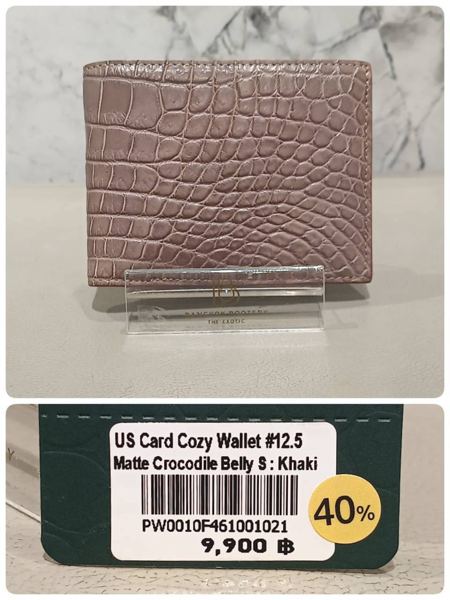 BANGKOK BOOTERY
THE EXOTIC
US Card Cozy Wallet #12.5
Matte Crocodile Belly S : Khaki
PW0010F461001021
9,900 ฿
40%